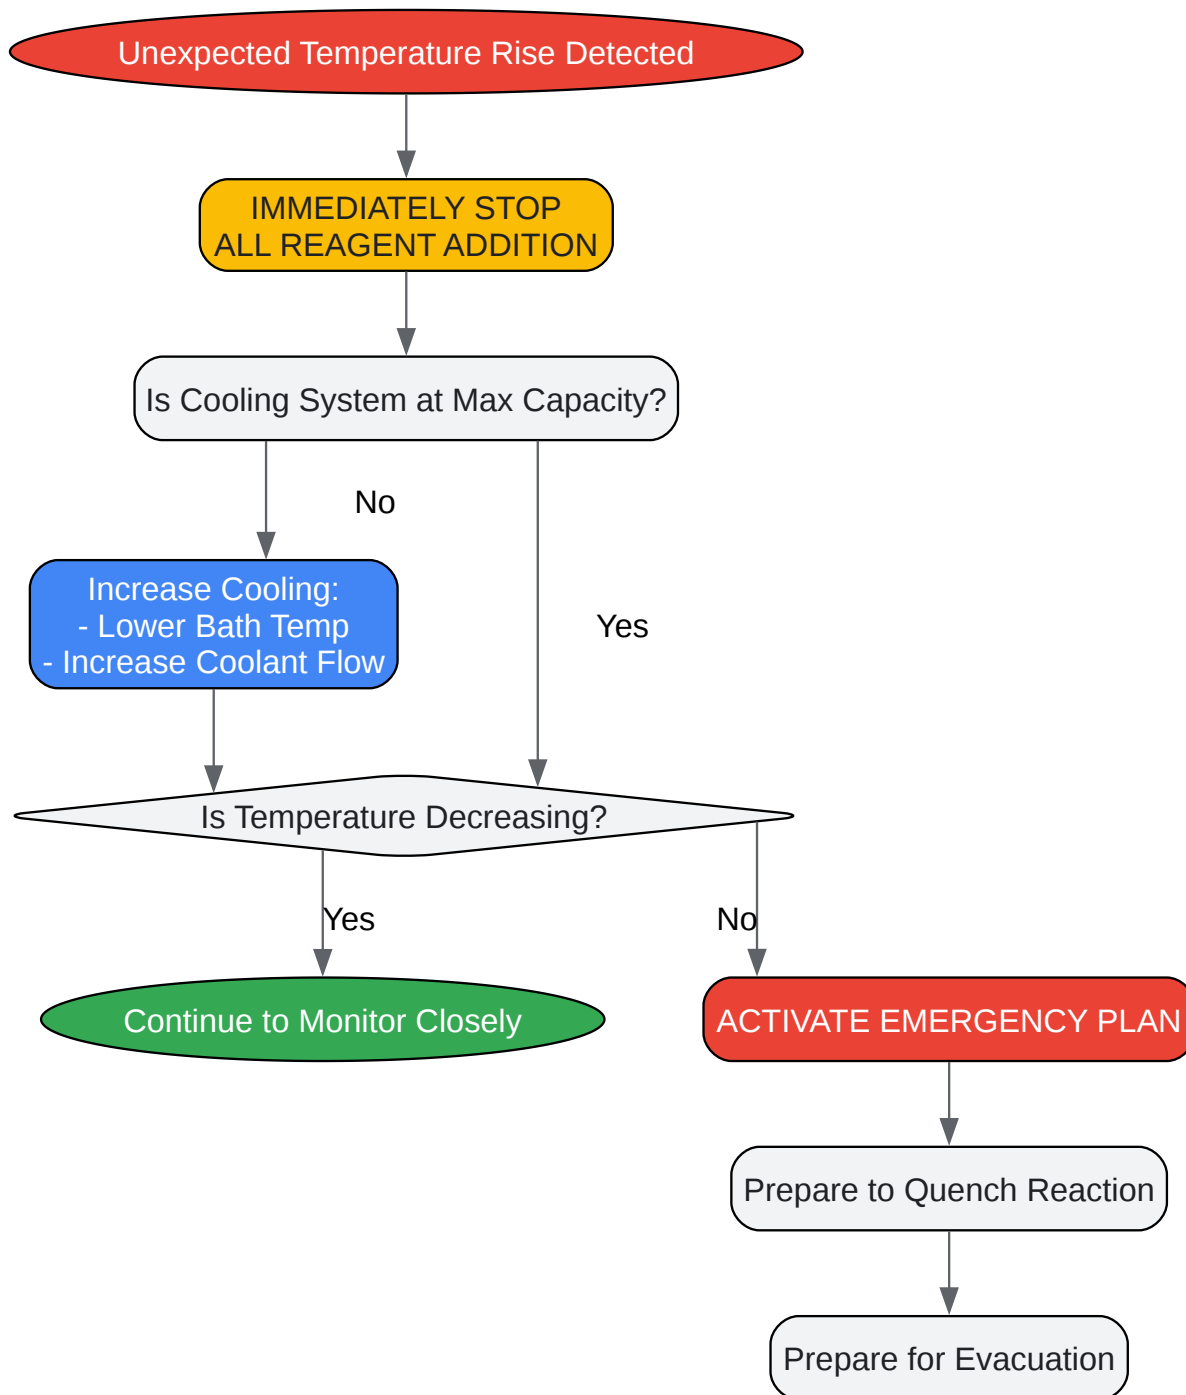 Unexpected Temperature Rise Detected
IMMEDIATELY STOP
ALL REAGENT ADDITION
Is Cooling System at Max Capacity?
No
Increase Cooling:
- Lower Bath Temp
- Increase Coolant Flow
Yes
Is Temperature Decreasing?
Yes
No
Continue to Monitor Closely
ACTIVATE EMERGENCY PLAN
Prepare to Quench Reaction
Prepare for Evacuation